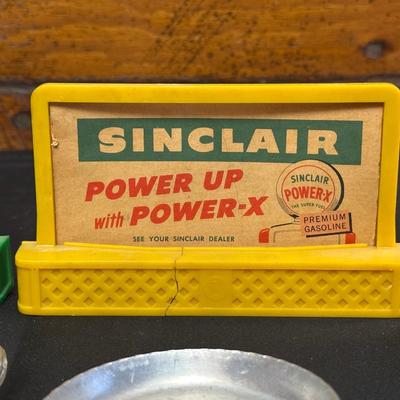 SINCLAIR
POWER UP
with POWER-X
SEE YOUR SINCLAIR DEALER
SINCLAIR
POWER-X
THE SUPER FUEL
PREMIUM
GASOLINE